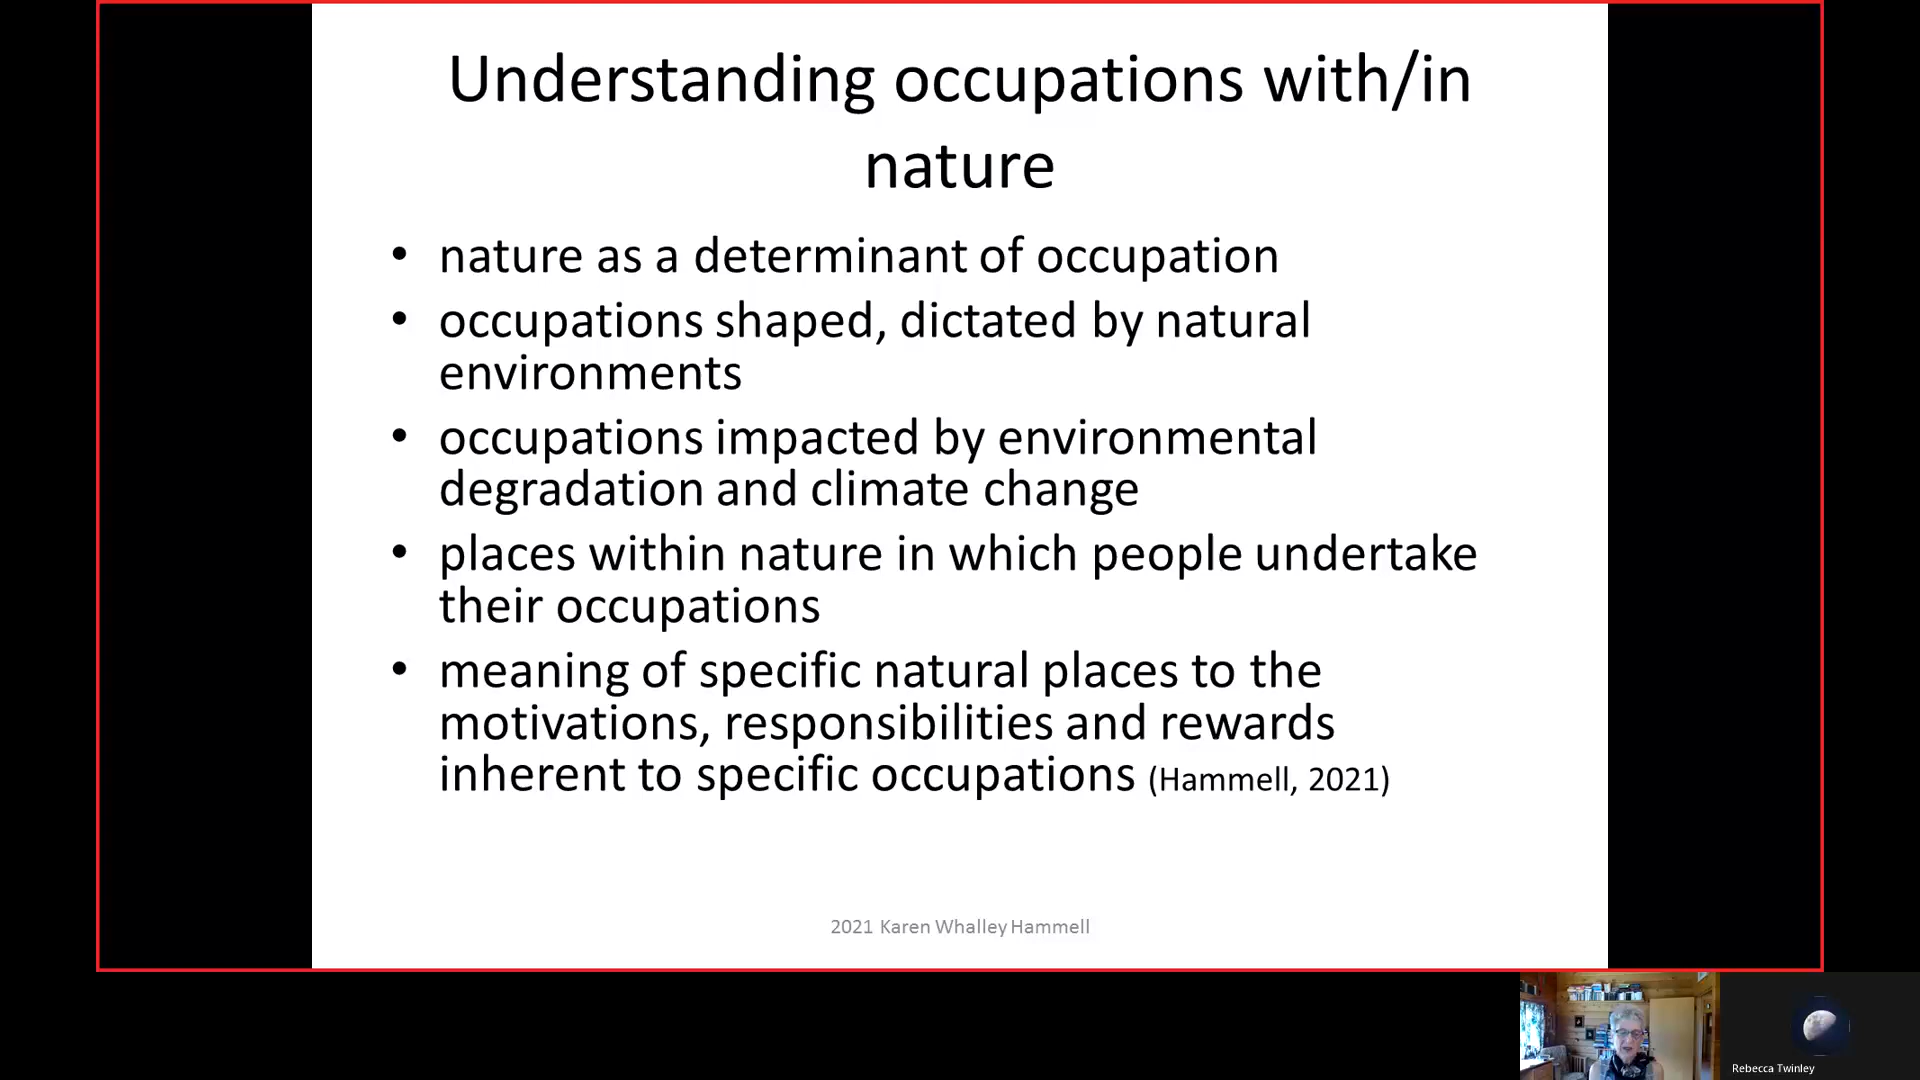 Understanding occupations with/in
nature
• nature as a determinant of occupation
• occupations shaped, dictated by natural
environments
• occupations impacted by environmental
degradation and climate change
• places within nature in which people undertake
their occupations
• meaning of specific natural places to the
motivations, responsibilities and rewards
inherent to specific occupations (Hammell, 2021)
2021 Karen Whalley Hammell
Rebecca Twinley